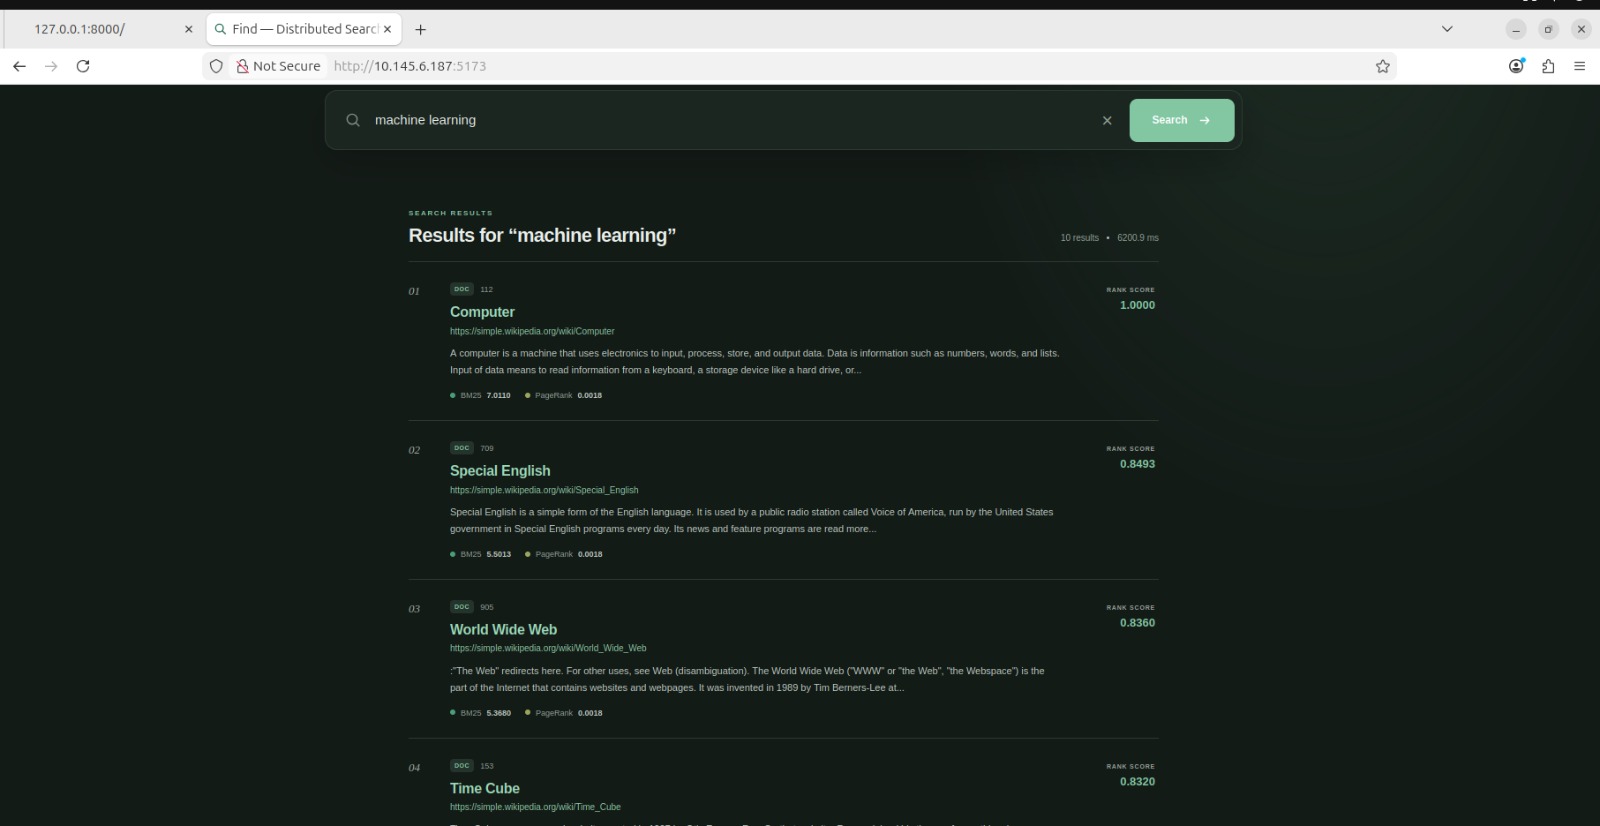 127.0.0.1:8000/
Find — Distributed Searc
Not Secure http://10.145.6.187:5173
machine learning
Search →
SEARCH RESULTS
Results for “machine learning”
10 results • 6200.9 ms
01
DOC 112
RANK SCORE
1.0000
Computer
https://simple.wikipedia.org/wiki/Computer
A computer is a machine that uses electronics to input, process, store, and output data. Data is information such as numbers, words, and lists.
Input of data means to read information from a keyboard, a storage device like a hard drive, or...
BM25 7.0110 PageRank 0.0018
02
DOC 709
RANK SCORE
0.8493
Special English
https://simple.wikipedia.org/wiki/Special_English
Special English is a simple form of the English language. It is used by a public radio station called Voice of America, run by the United States
government in Special English programs every day. Its news and feature programs are read more...
BM25 5.5013 PageRank 0.0018
03
DOC 905
RANK SCORE
0.8360
World Wide Web
https://simple.wikipedia.org/wiki/World_Wide_Web
:"The Web" redirects here. For other uses, see Web (disambiguation). The World Wide Web ("WWW" or "the Web", "the Webspace") is the
part of the Internet that contains websites and webpages. It was invented in 1989 by Tim Berners-Lee at...
BM25 5.3680 PageRank 0.0018
04
DOC 153
RANK SCORE
0.8320
Time Cube
https://simple.wikipedia.org/wiki/Time_Cube